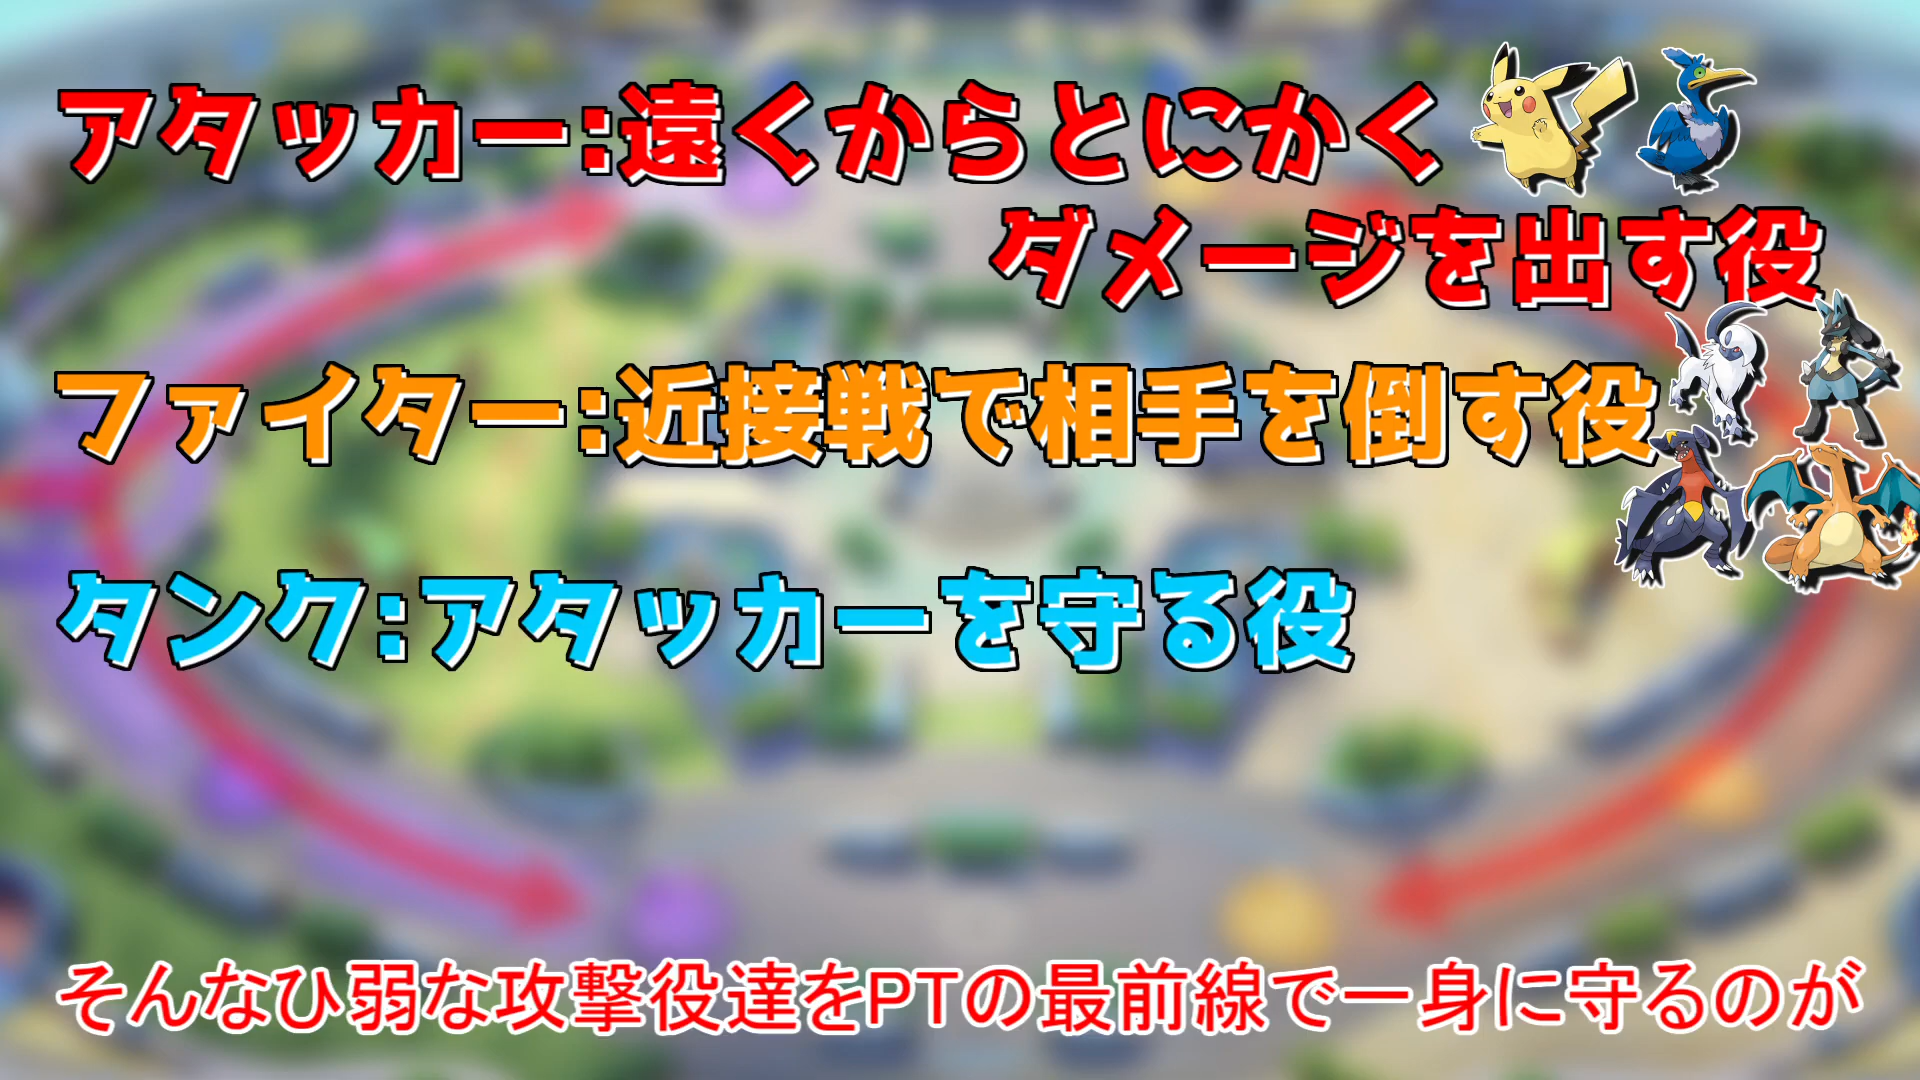 アタッカー:遠くからとにかく
ダメージを出す役
ファイター:近接戦で相手を倒す役
タンク:アタッカーを守る役
そんなひ弱な攻撃役達をPTの最前線で一身に守るのが